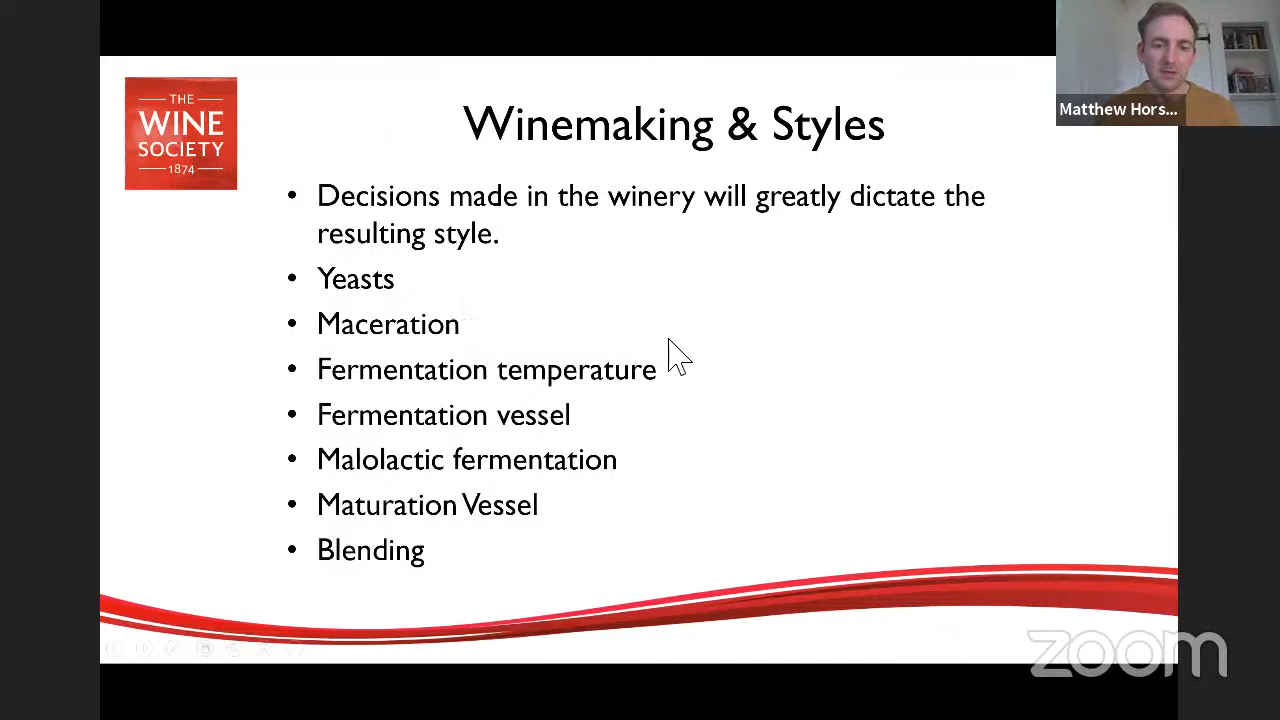 THE
WINE
SOCIETY
1874
Winemaking & Styles
• Decisions made in the winery will greatly dictate the
resulting style.
• Yeasts
• Maceration
• Fermentation temperature
• Fermentation vessel
• Malolactic fermentation
• Maturation Vessel
• Blending
Matthew Hors...
zoom